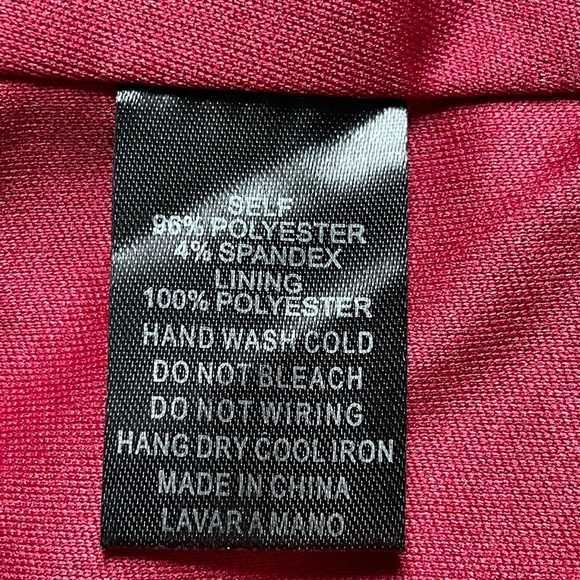 SELF
96% POLYESTER
4% SPANDEX
LINING
100% POLYESTER
HAND WASH COLD
DO NOT BLEACH
DO NOT WIRING
HANG DRY COOL IRON
MADE IN CHINA
LAVAR A MANO